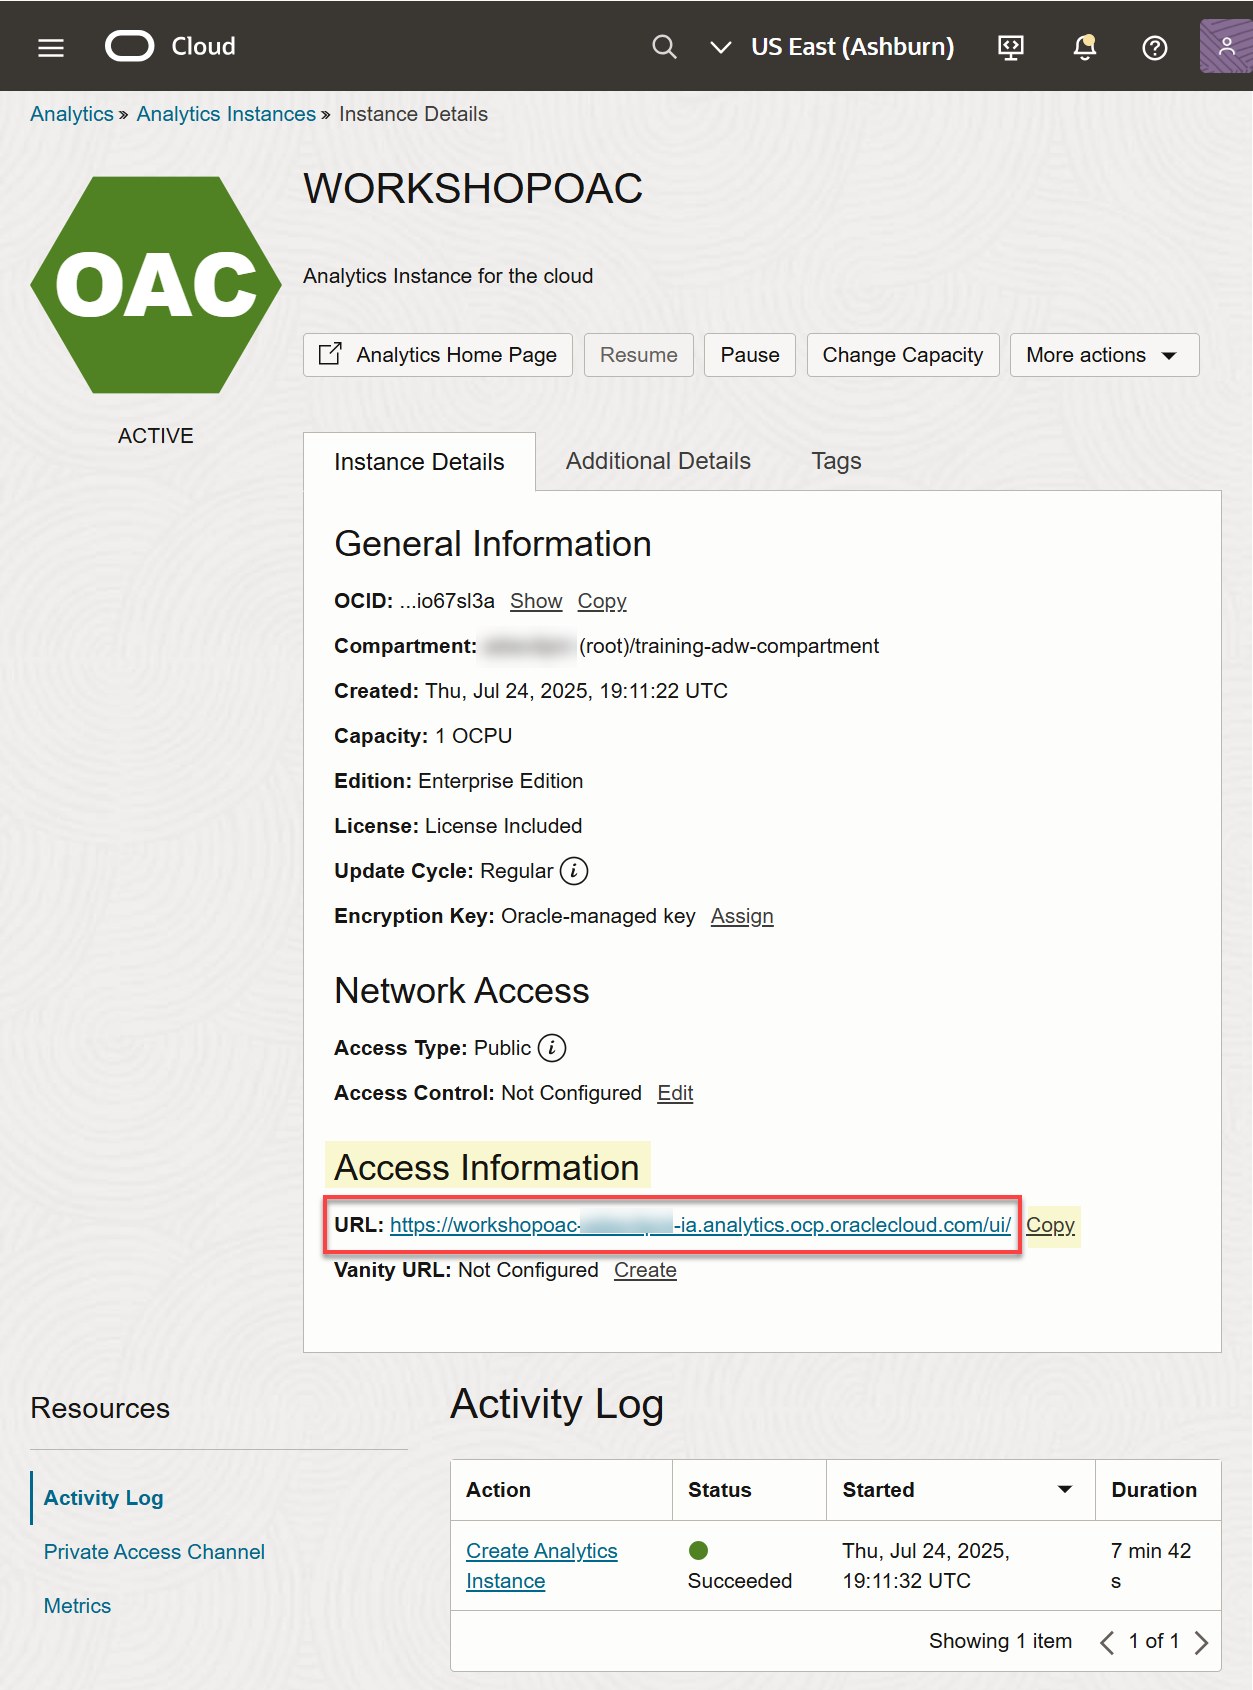 Cloud
US East (Ashburn)
Analytics » Analytics Instances » Instance Details
OAC
ACTIVE
WORKSHOPOAC
Analytics Instance for the cloud
Analytics Home Page Resume Pause Change Capacity More actions
Instance Details Additional Details Tags
General Information
OCID: ...io67sl3a Show Copy
Compartment: (root)/training-adw-compartment
Created: Thu, Jul 24, 2025, 19:11:22 UTC
Capacity: 1 OCPU
Edition: Enterprise Edition
License: License Included
Update Cycle: Regular i
Encryption Key: Oracle-managed key Assign
Network Access
Access Type: Public i
Access Control: Not Configured Edit
Access Information
URL: https://workshopoac- -ia.analytics.ocp.oraclecloud.com/ui/ Copy
Vanity URL: Not Configured Create
Resources
Activity Log
Private Access Channel
Metrics
Activity Log
Action Status Started Duration
Create Analytics Instance Succeeded Thu, Jul 24, 2025, 19:11:32 UTC 7 min 42 s
Showing 1 item 1 of 1